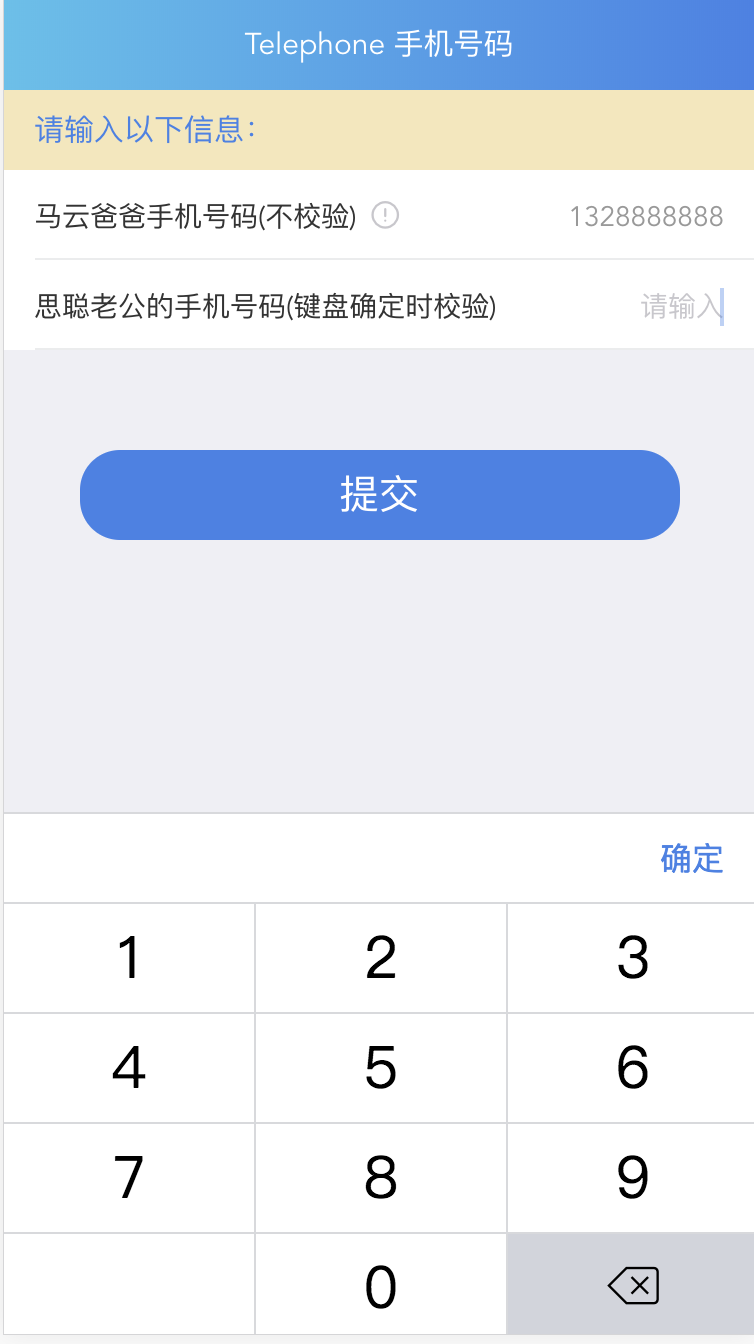 Telephone 手机号码
请输入以下信息：
马云爸爸手机号码(不校验) 1328888888
思聪老公的手机号码(键盘确定时校验) 请输入
提交
确定
1 2 3
4 5 6
7 8 9
0